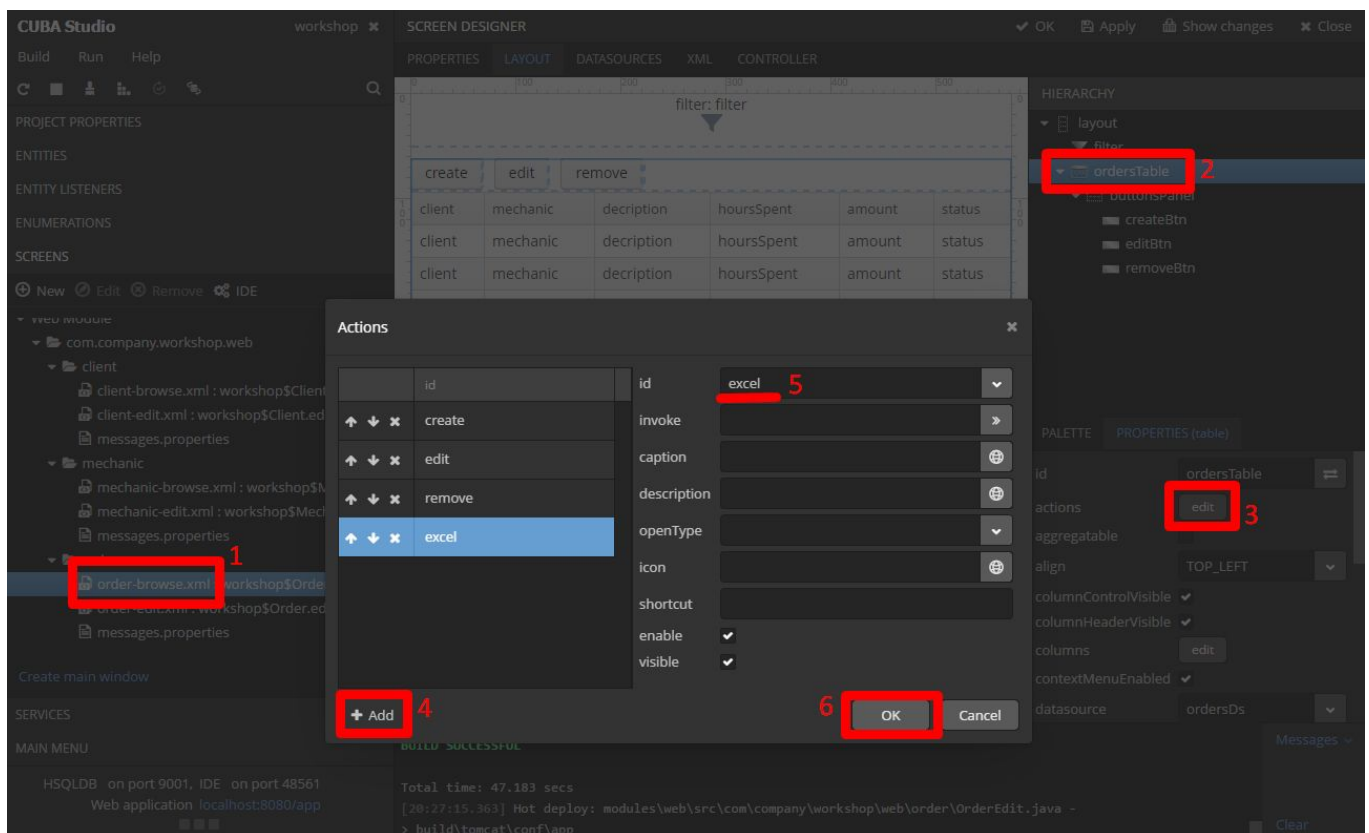 CUBA Studio
workshop
Build Run Help
PROJECT PROPERTIES
ENTITIES
ENTITY LISTENERS
ENUMERATIONS
SCREENS
New Edit Remove IDE
Web Module
com.company.workshop.web
client
client-browse.xml : workshop$Client
client-edit.xml : workshop$Client.ed
messages.properties
mechanic
mechanic-browse.xml : workshop$M
mechanic-edit.xml : workshop$Mech
messages.properties
1
order-browse.xml : workshop$Orde
order-edit.xml : workshop$Order.ed
messages.properties
Create main window
SERVICES
MAIN MENU
HSQLDB on port 9001, IDE on port 48561
Web application localhost:8080/app
SCREEN DESIGNER
OK Apply Show changes Close
PROPERTIES LAYOUT DATASOURCES XML CONTROLLER
0 100 200 300 400 500
filter: filter
create edit remove
client mechanic decription hoursSpent amount status
client mechanic decription hoursSpent amount status
client mechanic decription hoursSpent amount status
HIERARCHY
layout
filter
ordersTable 2
buttonsPanel
createBtn
editBtn
removeBtn
Actions
id
create
edit
remove
excel
+ Add 4
id excel 5
invoke
caption
description
openType
icon
shortcut
enable
visible
6 OK Cancel
PALETTE PROPERTIES (table)
id ordersTable
actions edit 3
aggregatable
align TOP_LEFT
columnControlVisible
columnHeaderVisible
columns edit
contextMenuEnabled
datasource ordersDs
BUILD SUCCESSFUL
Total time: 47.183 secs
[20:27:15.363] Hot deploy: modules\web\src\com\company\workshop\web\order\OrderEdit.java -
> build\tomcat\conf\app
Messages
Clear